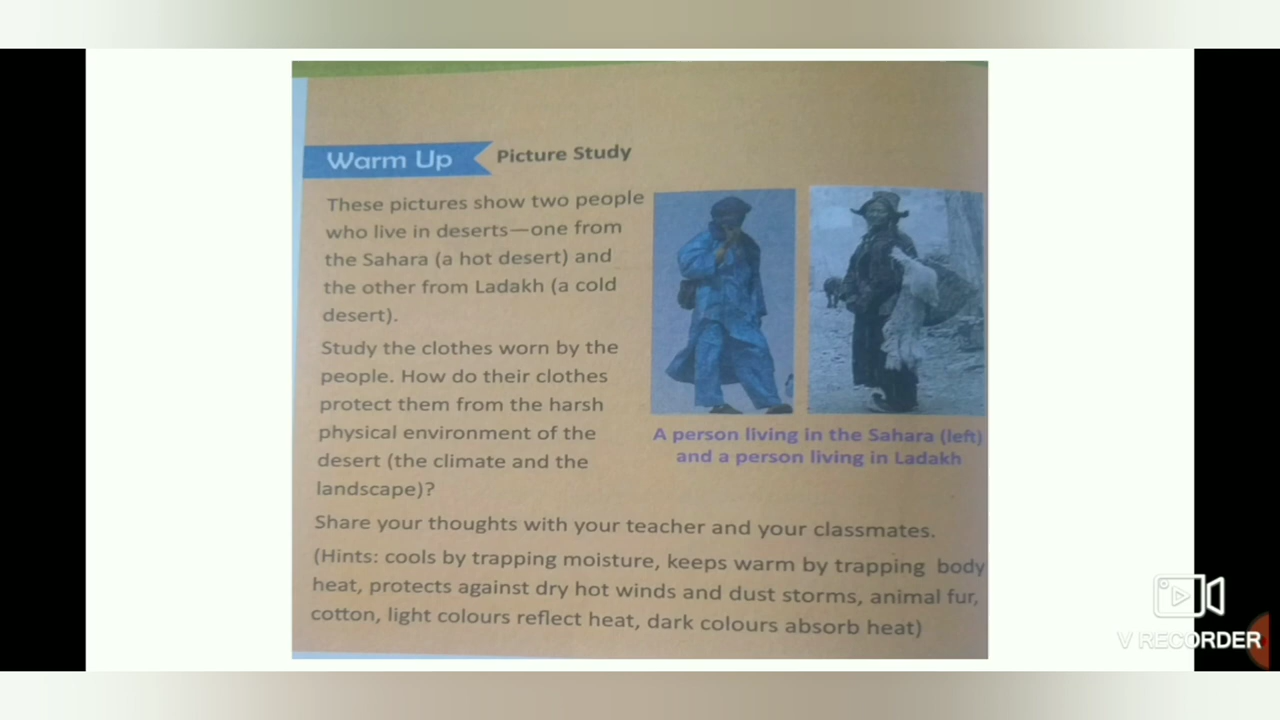 Warm Up
Picture Study
These pictures show two people
who live in deserts—one from
the Sahara (a hot desert) and
the other from Ladakh (a cold
desert).
Study the clothes worn by the
people. How do their clothes
protect them from the harsh
physical environment of the
desert (the climate and the
landscape)?
A person living in the Sahara (left)
and a person living in Ladakh
Share your thoughts with your teacher and your classmates.
(Hints: cools by trapping moisture, keeps warm by trapping body
heat, protects against dry hot winds and dust storms, animal fur,
cotton, light colours reflect heat, dark colours absorb heat)
V RECORDER